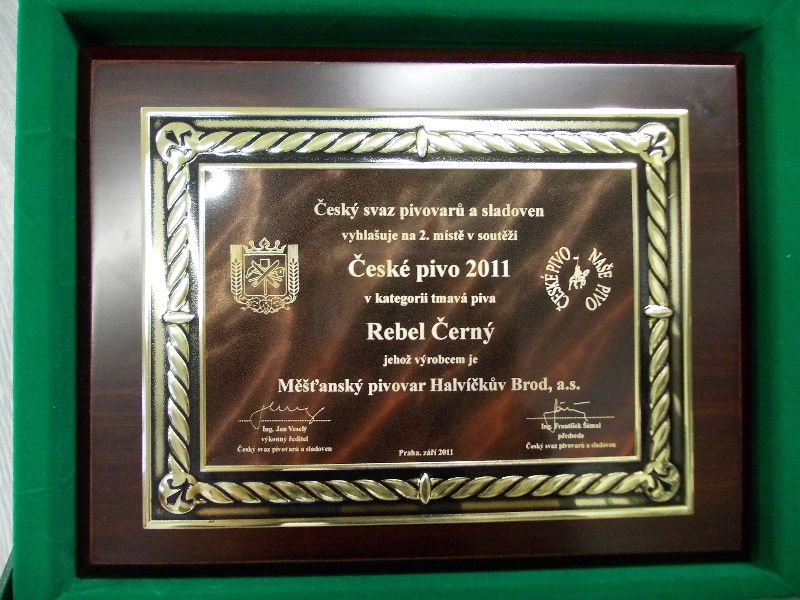 Český svaz pivovarů a sladoven
vyhlašuje na 2. místě v soutěži
České pivo 2011
v kategorii tmavá piva
Rebel Černý
jehož výrobcem je
Měšťanský pivovar Halvíčkův Brod, a.s.
ČESKÉ PIVO NAŠE PIVO
Ing. Jan Veselý
výkonný ředitel
Český svaz pivovarů a sladoven
Ing. František Šámal
předseda
Český svaz pivovarů a sladoven
Praha, září 2011